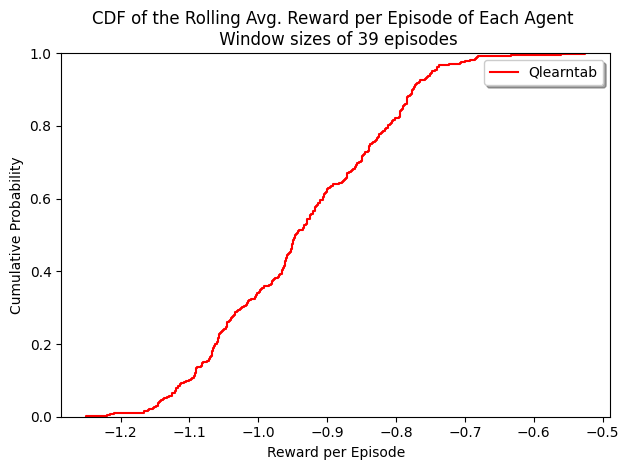 CDF of the Rolling Avg. Reward per Episode of Each Agent
Window sizes of 39 episodes
Qlearntab
Cumulative Probability
1.0
0.8
0.6
0.4
0.2
0.0
−1.2
−1.1
−1.0
−0.9
−0.8
−0.7
−0.6
−0.5
Reward per Episode